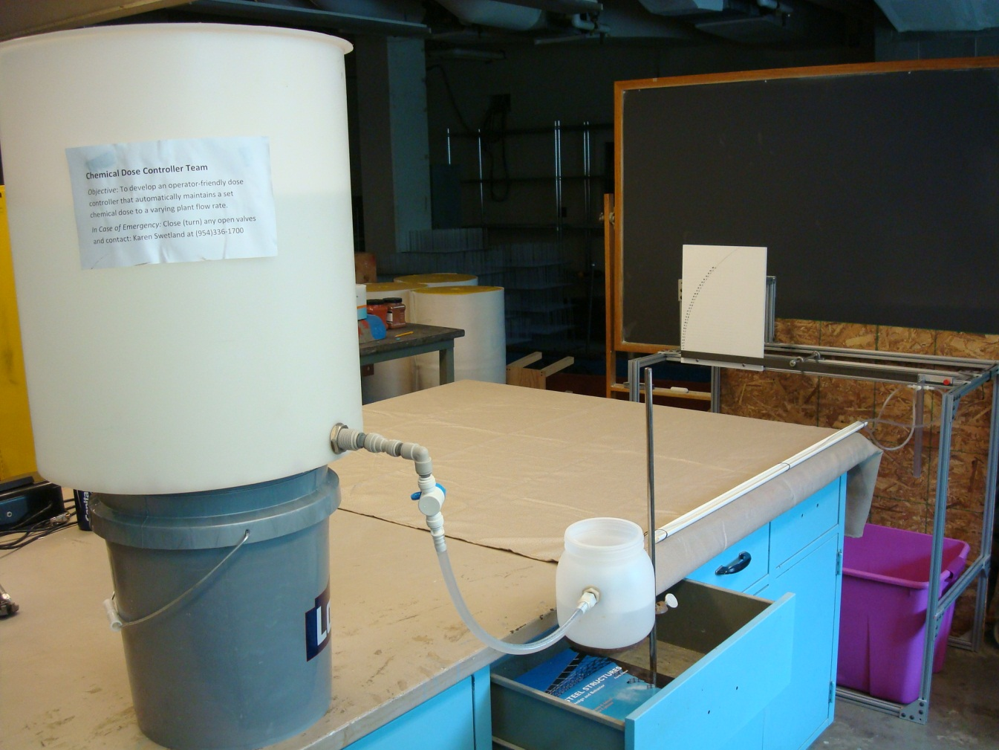 Chemical Dose Controller Team
Objective: To develop an operator-friendly dose
controller that automatically maintains a set
chemical dose to a varying plant flow rate.
In Case of Emergency: Close (turn) any open valves
and contact: Karen Swetland at (954)336-1700
STEEL STRUCTURES